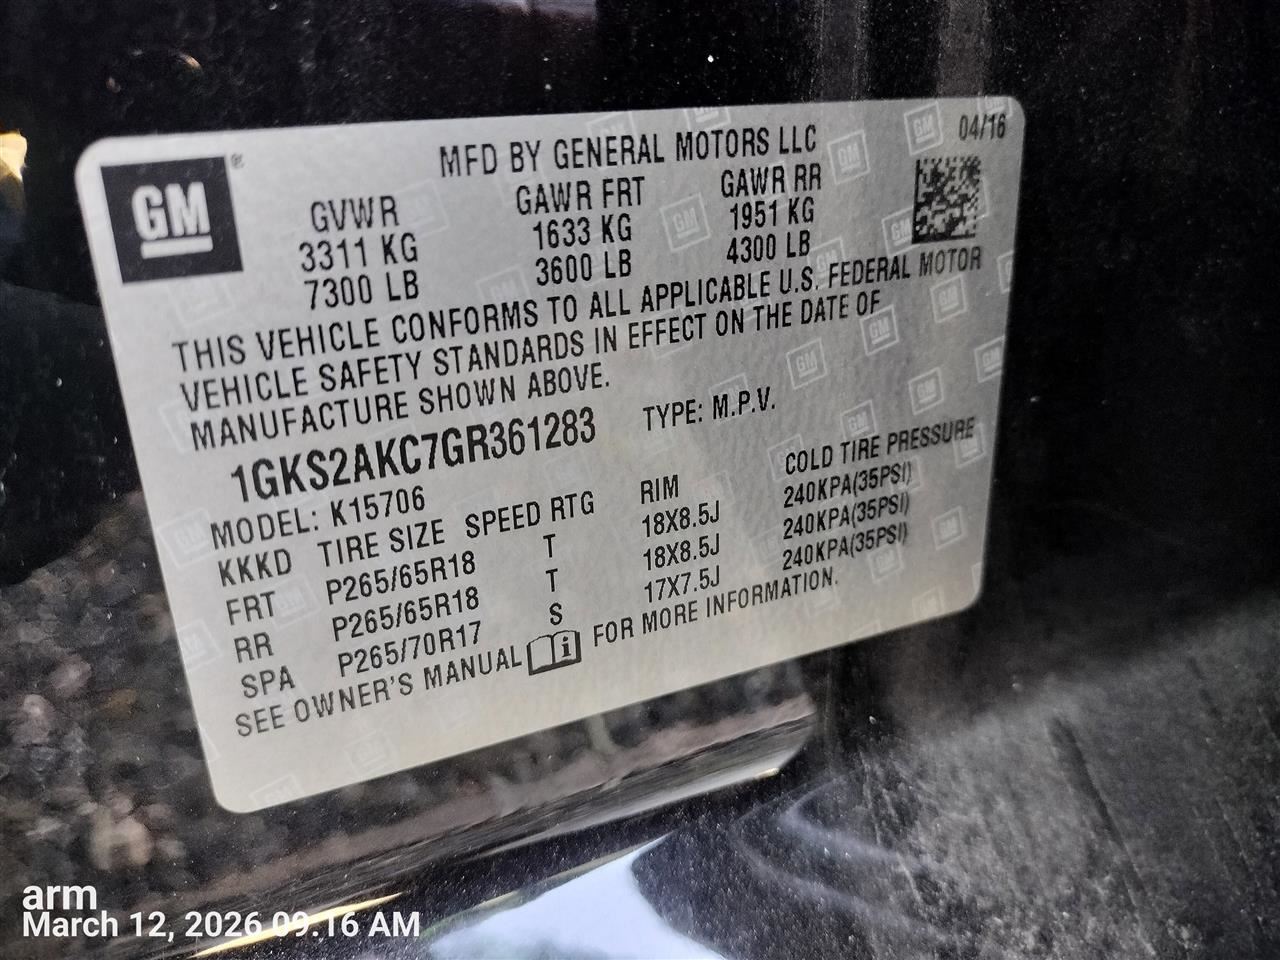 GM
MFD BY GENERAL MOTORS LLC 04/16
GVWR GAWR FRT GAWR RR
3311 KG 1633 KG 1951 KG
7300 LB 3600 LB 4300 LB
THIS VEHICLE CONFORMS TO ALL APPLICABLE U.S. FEDERAL MOTOR
VEHICLE SAFETY STANDARDS IN EFFECT ON THE DATE OF
MANUFACTURE SHOWN ABOVE.
1GKS2AKC7GR361283 TYPE: M.P.V.
MODEL: K15706
KKKD TIRE SIZE SPEED RTG RIM COLD TIRE PRESSURE
FRT P265/65R18 T 18X8.5J 240KPA(35PSI)
RR P265/65R18 T 18X8.5J 240KPA(35PSI)
SPA P265/70R17 S 17X7.5J 240KPA(35PSI)
SEE OWNER'S MANUAL FOR MORE INFORMATION.
arm
March 12, 2026 09.16 AM